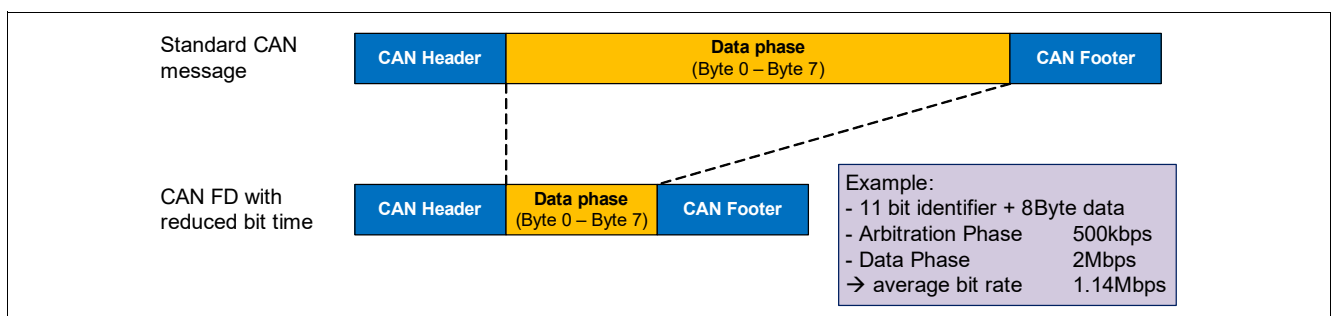 Standard CAN
message
CAN Header
Data phase
(Byte 0 – Byte 7)
CAN Footer
CAN FD with
reduced bit time
CAN Header
Data phase
(Byte 0 – Byte 7)
CAN Footer
Example:
- 11 bit identifier + 8Byte data
- Arbitration Phase 500kbps
- Data Phase 2Mbps
→ average bit rate 1.14Mbps